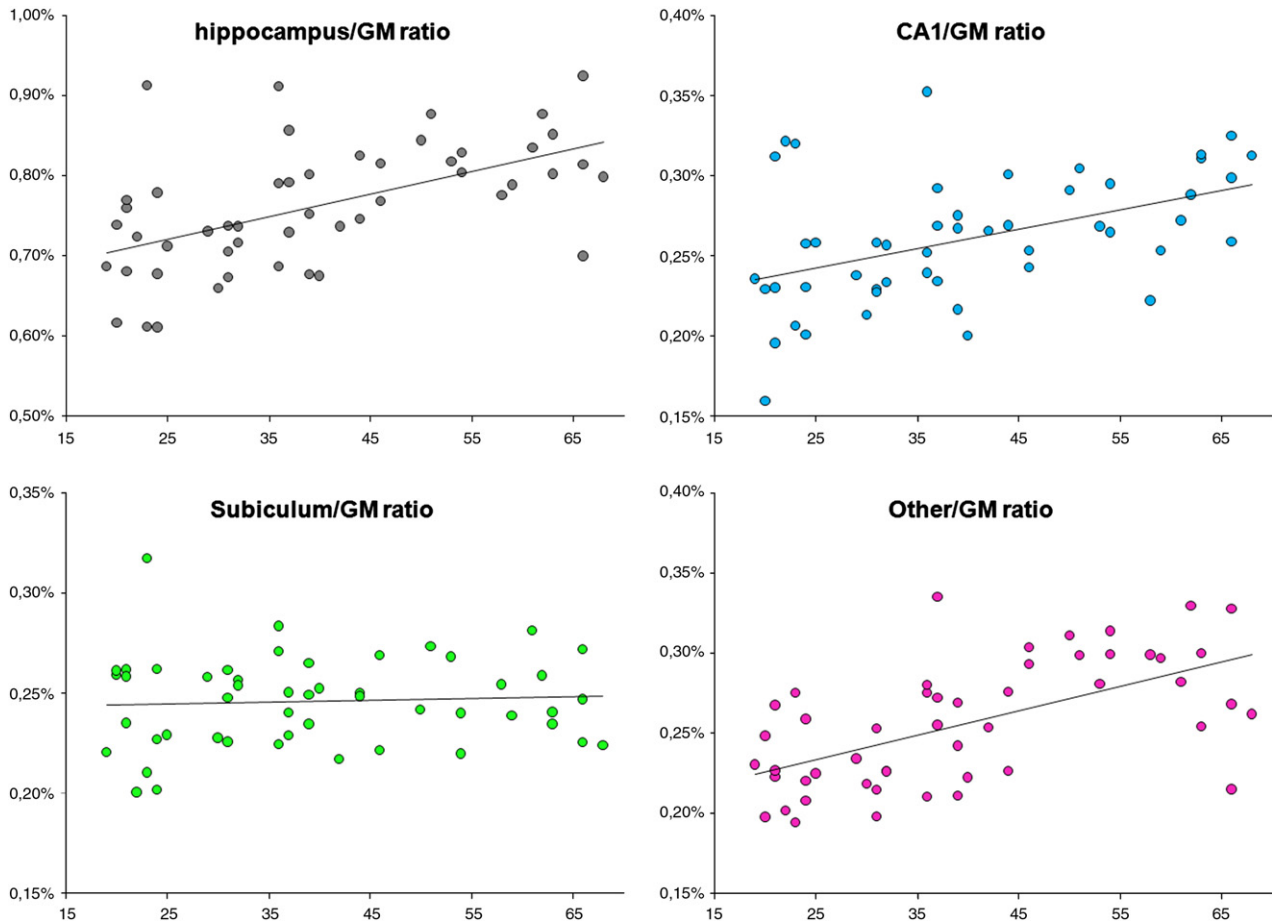 hippocampus/GM ratio
1,00%
0,90%
0,80%
0,70%
0,60%
0,50%
15 25 35 45 55 65
CA1/GM ratio
0,40%
0,35%
0,30%
0,25%
0,20%
0,15%
15 25 35 45 55 65
Subiculum/GM ratio
0,35%
0,30%
0,25%
0,20%
0,15%
15 25 35 45 55 65
Other/GM ratio
0,40%
0,35%
0,30%
0,25%
0,20%
0,15%
15 25 35 45 55 65